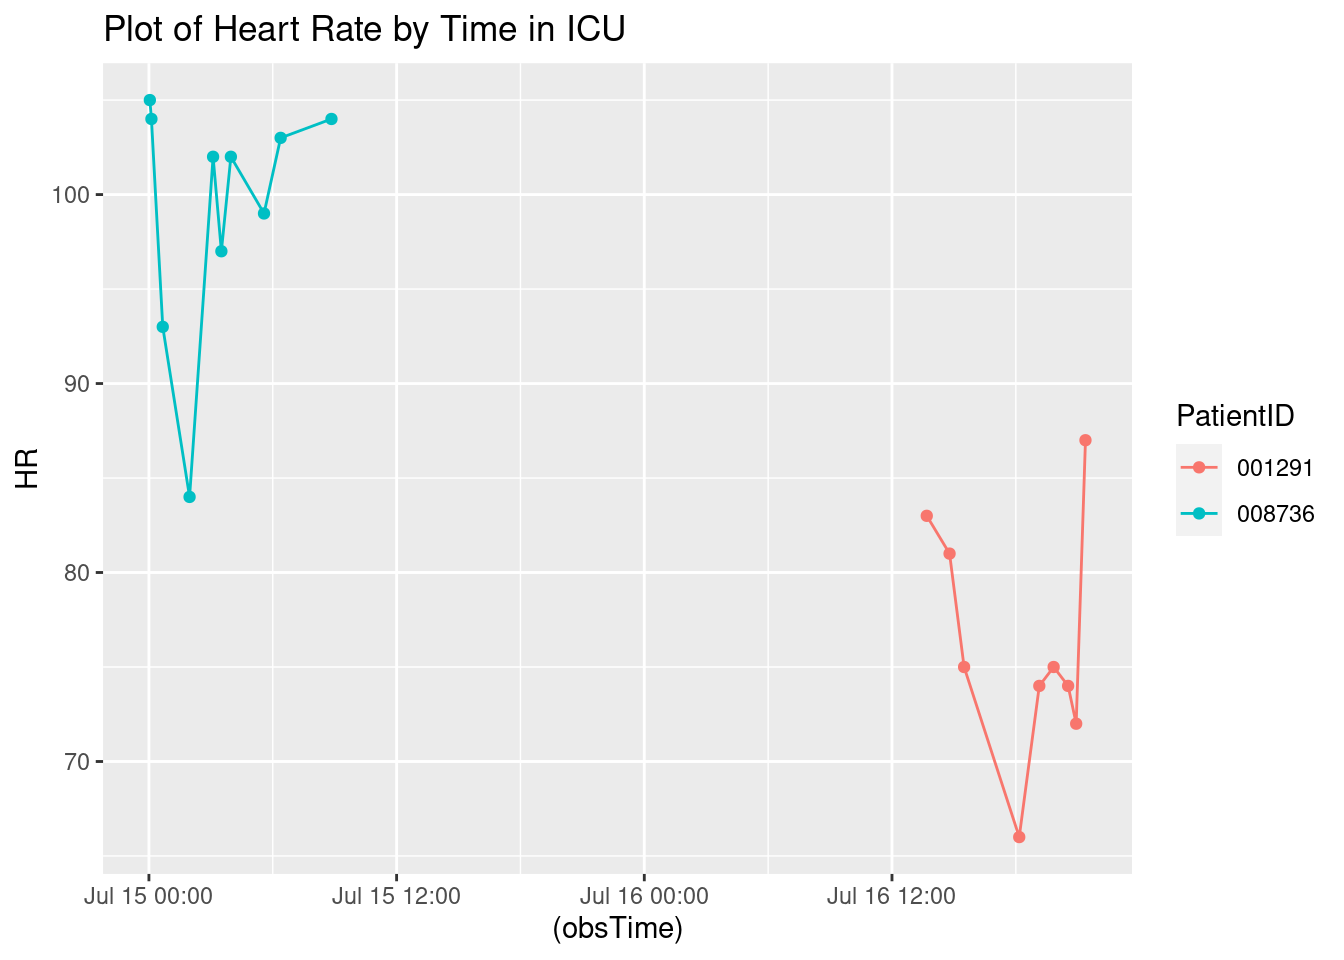 Plot of Heart Rate by Time in ICU
100
90
80
70
HR
Jul 15 00:00
Jul 15 12:00
Jul 16 00:00
Jul 16 12:00
(obsTime)
PatientID
001291
008736